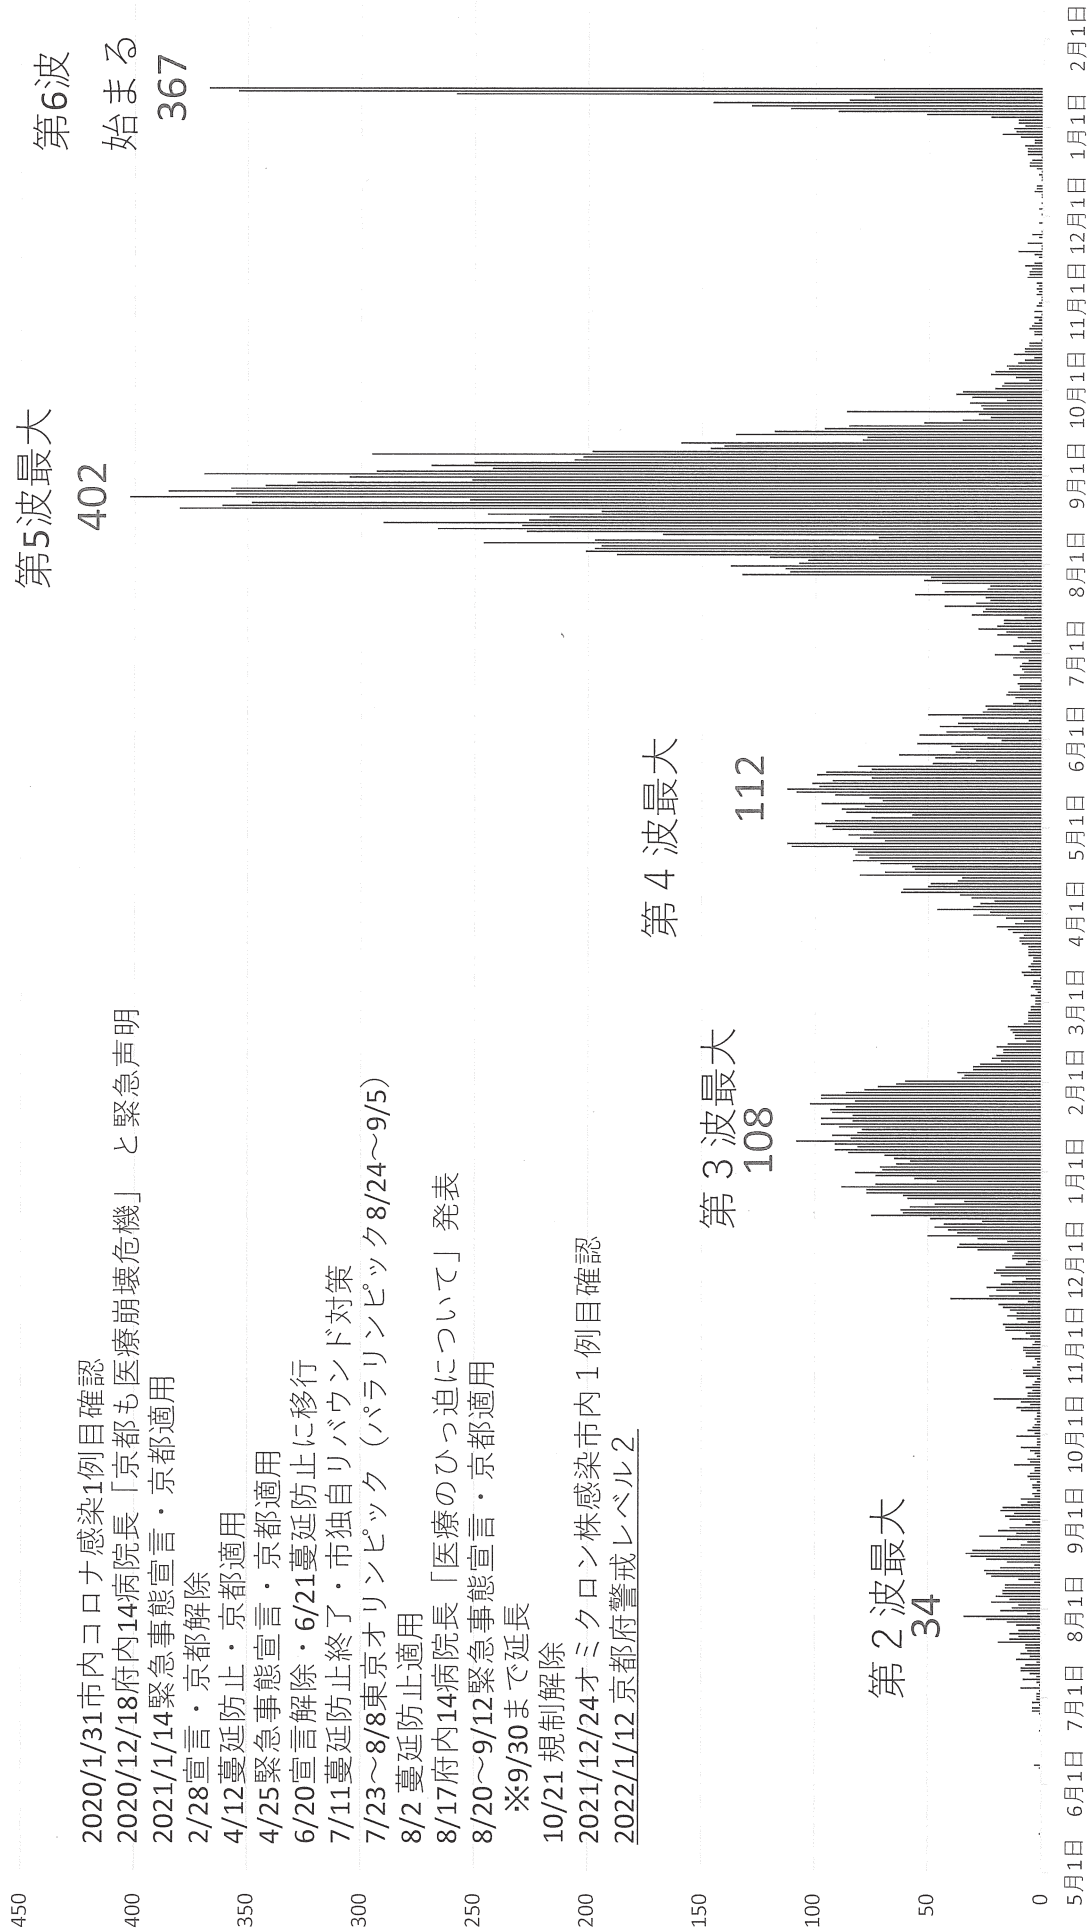 第6波
始まる
367
第5波最大
402
第４波最大
112
第３波最大
108
第２波最大
34
2020/1/31市内コロナ感染1例目確認
2020/12/18府内14病院長「京都も医療崩壊危機」と緊急声明
2021/1/14緊急事態宣言・京都適用
2/28宣言・京都解除
4/12蔓延防止・京都適用
4/25緊急事態宣言・京都適用
6/20宣言解除・6/21蔓延防止に移行
7/11蔓延防止終了・市独自リバウンド対策
7/23～8/8東京オリンピック（パラリンピック8/24～9/5）
8/2 蔓延防止適用
8/17府内14病院長「医療のひっ迫について」発表
8/20～9/12緊急事態宣言・京都適用
※9/30まで延長
10/21 規制解除
2021/12/24オミクロン株感染市内１例目確認
2022/1/12 京都府警戒レベル２
450
400
350
300
250
200
150
100
50
0
5月1日 6月1日 7月1日 8月1日 9月1日 10月1日 11月1日 12月1日 1月1日 2月1日 3月1日 4月1日 5月1日 6月1日 7月1日 8月1日 9月1日 10月1日 11月1日 12月1日 1月1日 2月1日